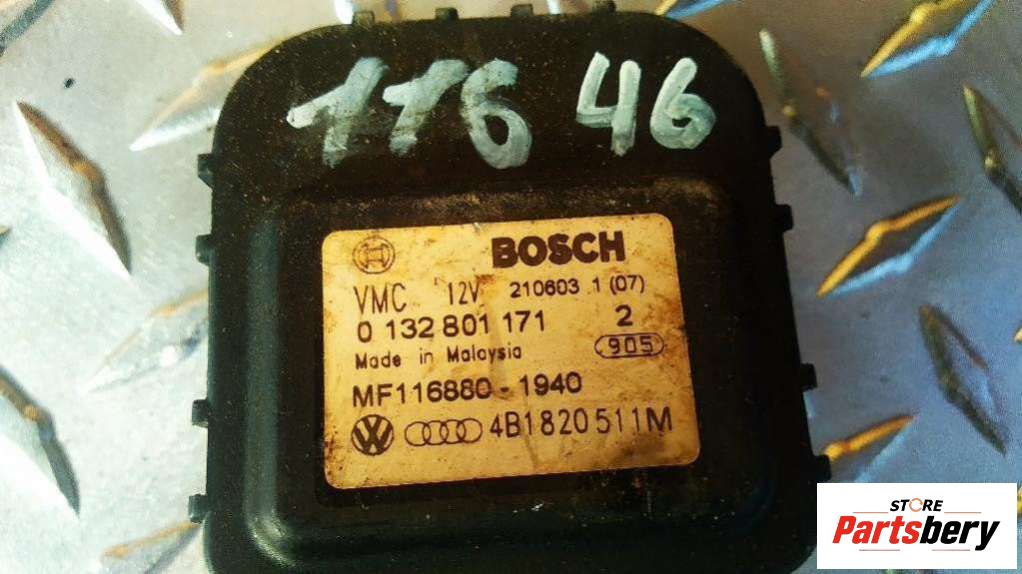 116 46
BOSCH
VMC 12V 210603 1 (07)
0 132 801 171 2
Made in Malaysia 905
MF116880-1940
4B1820511M
STORE
Partsbery